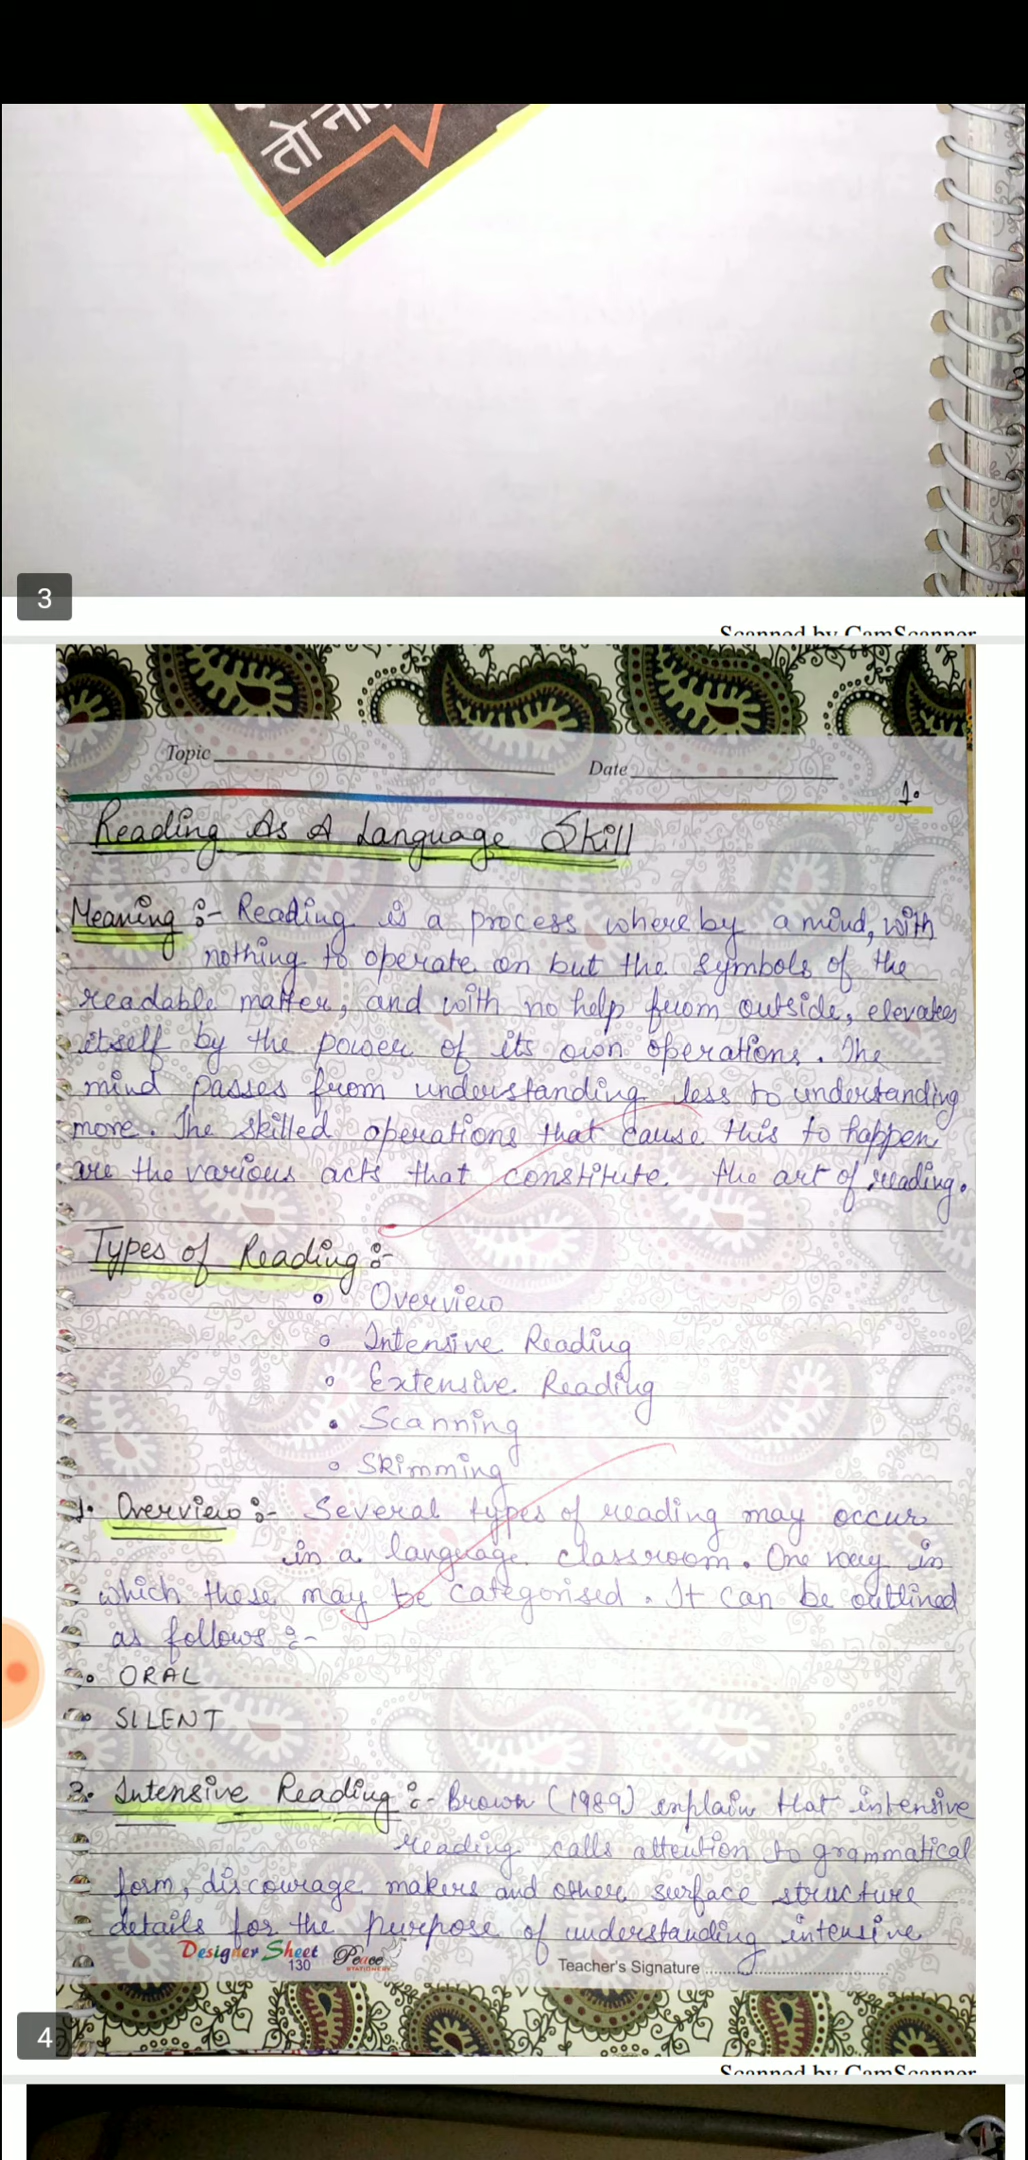 तो
3
Scanned by CamScanner
Topic
Date
1.
Reading As A Language Skill
Meaning :- Reading is a process where by a mind, with
nothing to operate on but the symbols of the
readable matter, and with no help from outside, elevates
itself by the power of its own operations. The
mind passes from understanding less to understanding
more. The skilled operations that cause this to happen
are the various acts that constitute the art of reading.
Types of Reading :-
Overview
Intensive Reading
Extensive Reading
• Scanning
Skimming
1. Overview :- Several types of reading may occur
in a language classroom. One way in
which these may be categorised. It can be outlined
as follows :-
• ORAL
• SILENT
2. Intensive Reading :- Brown (1989) explain that intensive
reading calls attention to grammatical
form, discourage makers and other surface structure
details for the purpose of understanding intensive
Designer Sheet
130
Peace
STATIONERY
Teacher's Signature
4
Scanned by CamScanner